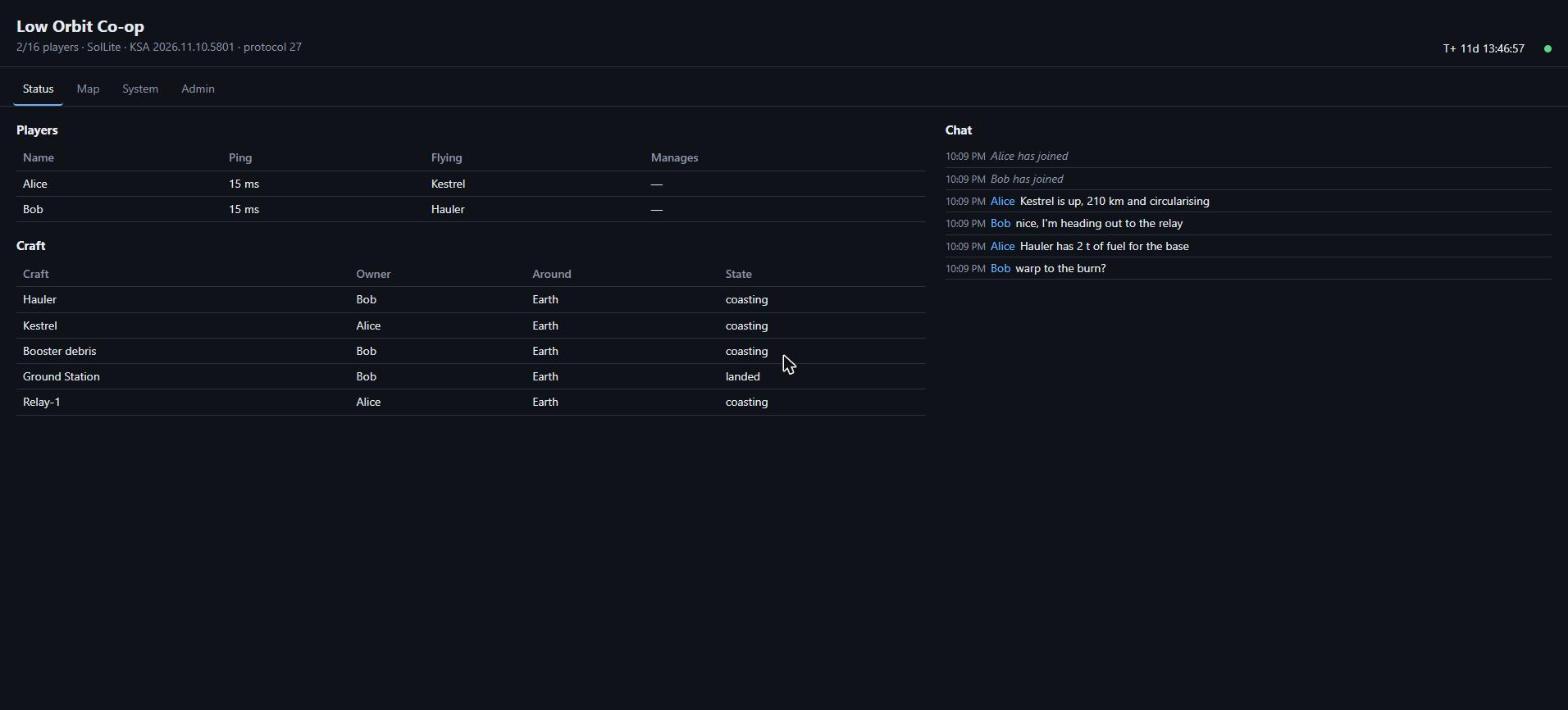 Low Orbit Co-op
2/16 players · SolLite · KSA 2026.11.10.5801 · protocol 27
T+ 11d 13:46:57
Status Map System Admin
Players
Name Ping Flying Manages
Alice 15 ms Kestrel —
Bob 15 ms Hauler —
Craft
Craft Owner Around State
Hauler Bob Earth coasting
Kestrel Alice Earth coasting
Booster debris Bob Earth coasting
Ground Station Bob Earth landed
Relay-1 Alice Earth coasting
Chat
10:09 PM Alice has joined
10:09 PM Bob has joined
10:09 PM Alice Kestrel is up, 210 km and circularising
10:09 PM Bob nice, I'm heading out to the relay
10:09 PM Alice Hauler has 2 t of fuel for the base
10:09 PM Bob warp to the burn?